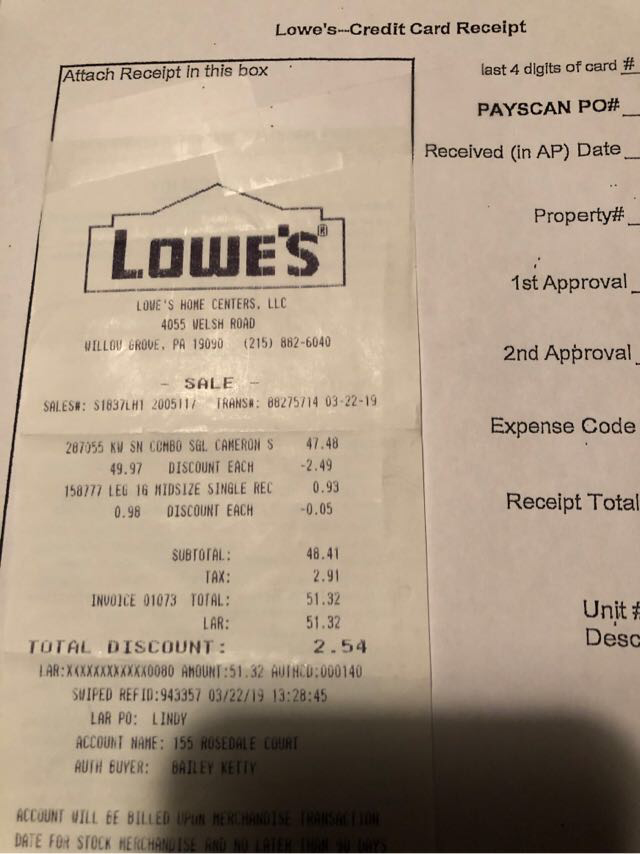 Lowe's---Credit Card Receipt
Attach Receipt in this box
last 4 digits of card #
PAYSCAN PO#
Received (in AP) Date
Property#
1st Approval
2nd Approval
Expense Code
Receipt Total
Unit #
Desc
LOWE'S®
LOWE'S HOME CENTERS, LLC
4055 WELSH ROAD
WILLOW GROVE, PA 19090 (215) 882-6040
- SALE -
SALES#: S1837LH1 2005117 TRANS#: 88275714 03-22-19
287055 KW SN COMBO SGL CAMERON S 47.48
49.97 DISCOUNT EACH -2.49
158777 LEG 1G MIDSIZE SINGLE REC 0.93
0.98 DISCOUNT EACH -0.05
SUBTOTAL: 48.41
TAX: 2.91
INVOICE 01073 TOTAL: 51.32
LAR: 51.32
TOTAL DISCOUNT: 2.54
LAR:XXXXXXXXXXXX0080 AMOUNT:51.32 AUTHCD:000140
SWIPED REFID:943357 03/22/19 13:28:45
LAR PO: LINDY
ACCOUNT NAME: 155 ROSEDALE COURT
AUTH BUYER: BAILEY KETTY
ACCOUNT WILL BE BILLED UPON MERCHANDISE TRANSACTION
DATE FOR STOCK MERCHANDISE AND NO LATER THAN 90 DAYS